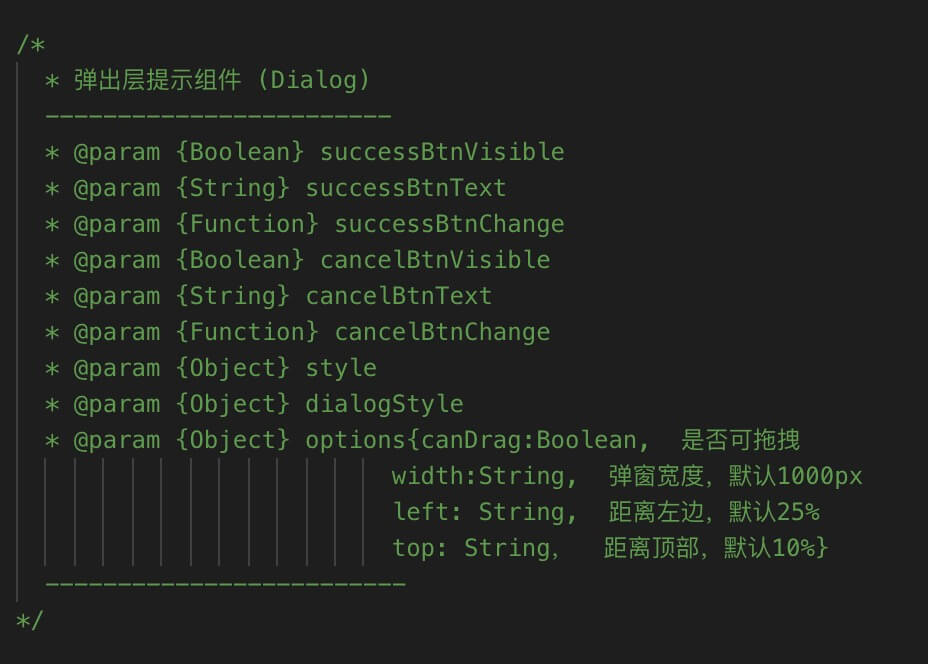 /*
* 弹出层提示组件 (Dialog)
------------------------
* @param {Boolean} successBtnVisible
* @param {String} successBtnText
* @param {Function} successBtnChange
* @param {Boolean} cancelBtnVisible
* @param {String} cancelBtnText
* @param {Function} cancelBtnChange
* @param {Object} style
* @param {Object} dialogStyle
* @param {Object} options{canDrag:Boolean,  是否可拖拽
width:String,  弹窗宽度，默认1000px
left: String,  距离左边，默认25%
top: String，  距离顶部，默认10%}
-------------------------
*/